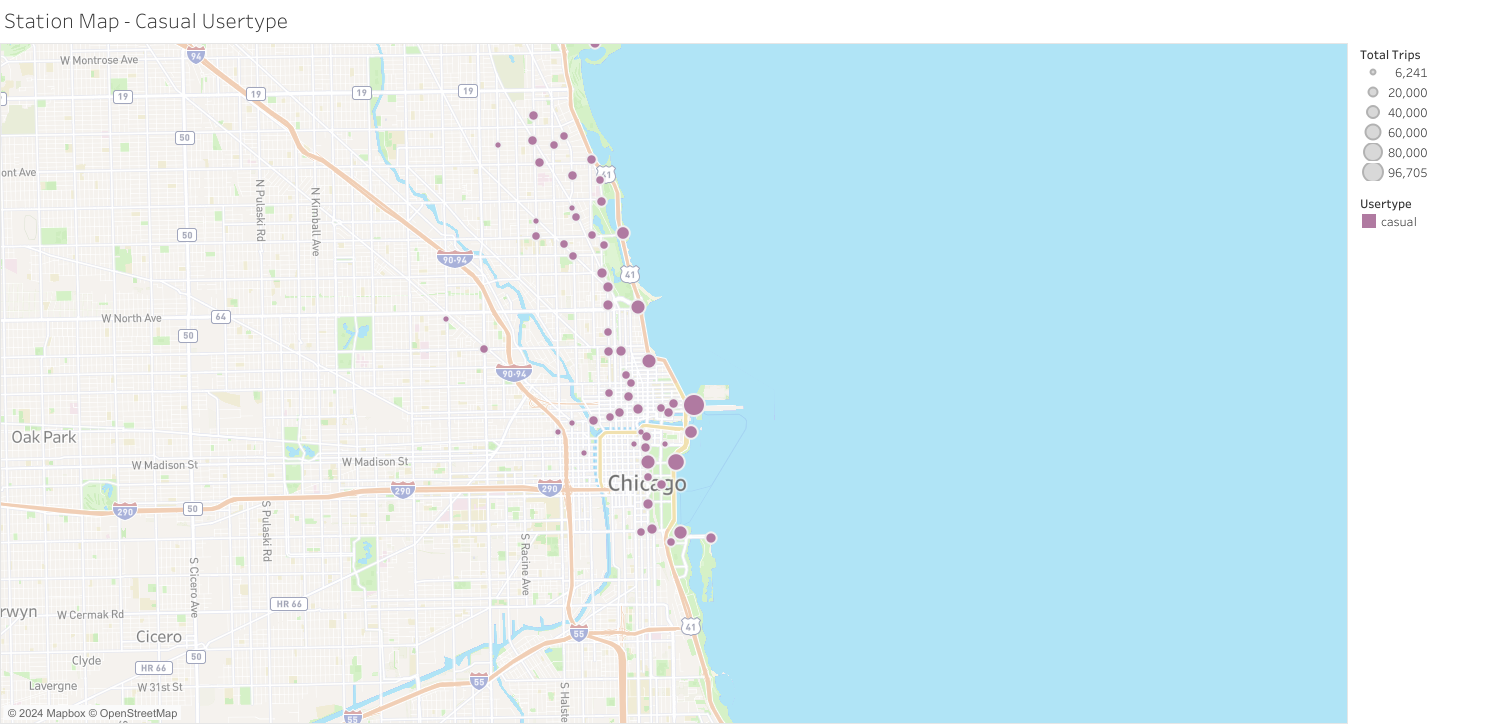 Station Map - Casual Usertype
Total Trips
6,241
20,000
40,000
60,000
80,000
96,705
Usertype
casual
94
W Montrose Ave
19
19
19
19
50
ont Ave
41
N Pulaski Rd
N Kimball Ave
50
90-94
41
W North Ave
64
50
90-94
Oak Park
W Madison St
W Madison St
Chicago
290
290
290
50
S Pulaski Rd
S Racine Ave
S Cicero Ave
HR 66
rwyn
W Cermak Rd
Cicero
41
55
50
Clyde
HR 66
Lavergne
W 31st St
55
S Halste
55
© 2024 Mapbox © OpenStreetMap